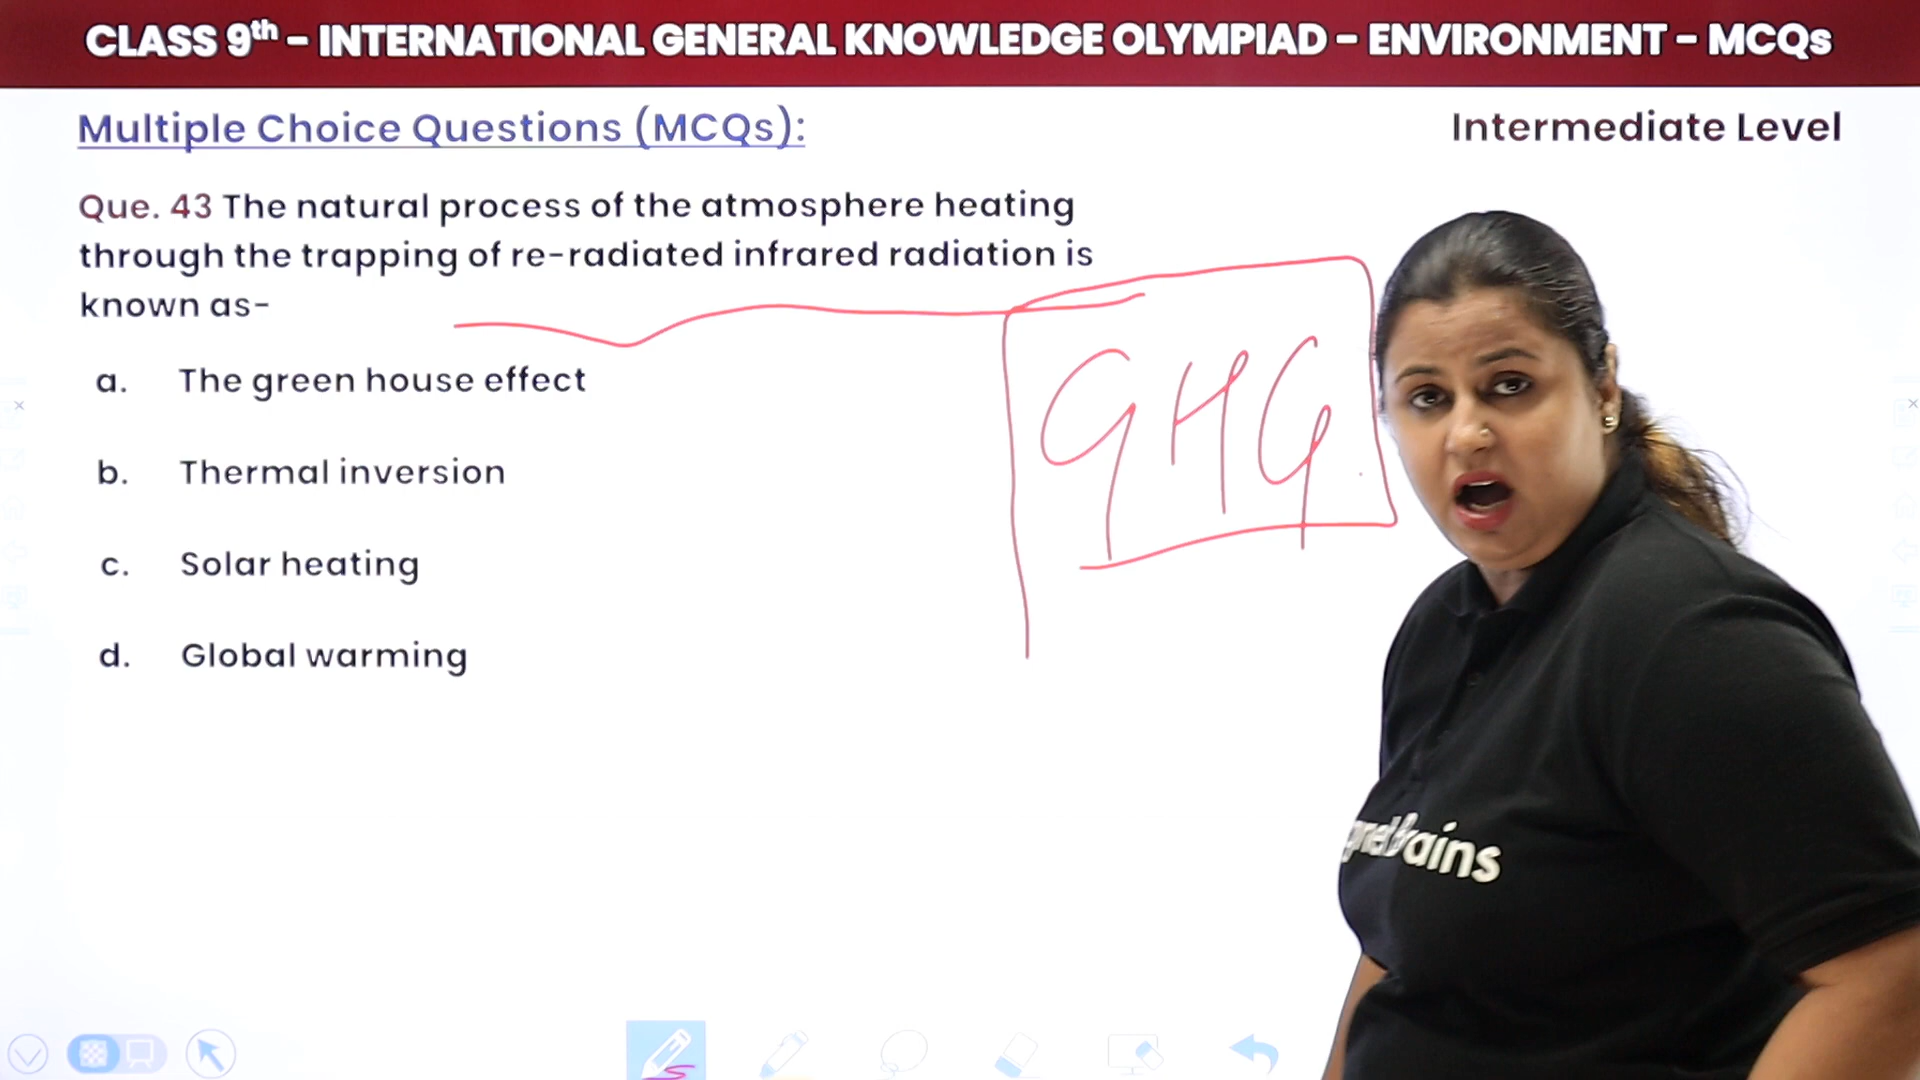 CLASS 9th – INTERNATIONAL GENERAL KNOWLEDGE OLYMPIAD – ENVIRONMENT – MCQs
Multiple Choice Questions (MCQs):
Intermediate Level
Que. 43 The natural process of the atmosphere heating
through the trapping of re-radiated infrared radiation is
known as-
a. The green house effect
b. Thermal inversion
c. Solar heating
d. Global warming
GHG